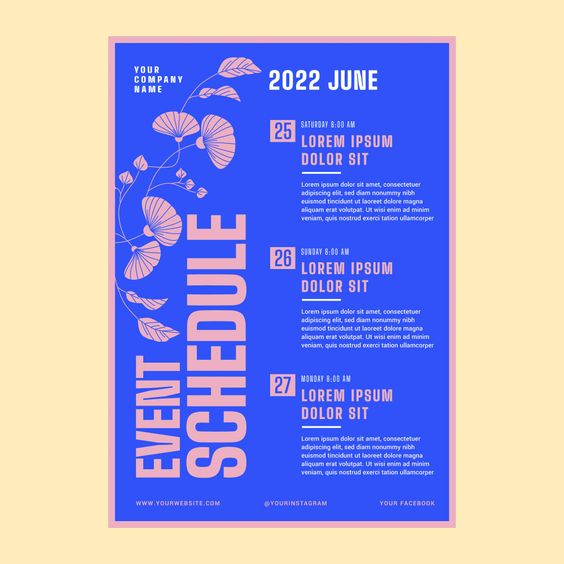 YOUR
COMPANY
NAME
2022 JUNE
EVENT
SCHEDULE
25
SATURDAY 8:00 AM
LOREM IPSUM
DOLOR SIT
Lorem ipsum dolor sit amet, consectetuer
adipiscing elit, sed diam nonummy nibh
euismod tincidunt ut laoreet dolore magna
aliquam erat volutpat. Ut wisi enim ad minim
veniam, quis nostrud exerci tation ullamcorper
26
SUNDAY 8:00 AM
LOREM IPSUM
DOLOR SIT
Lorem ipsum dolor sit amet, consectetuer
adipiscing elit, sed diam nonummy nibh
euismod tincidunt ut laoreet dolore magna
aliquam erat volutpat. Ut wisi enim ad minim
veniam, quis nostrud exerci tation ullamcorper
27
MONDAY 8:00 AM
LOREM IPSUM
DOLOR SIT
Lorem ipsum dolor sit amet, consectetuer
adipiscing elit, sed diam nonummy nibh
euismod tincidunt ut laoreet dolore magna
aliquam erat volutpat. Ut wisi enim ad minim
veniam, quis nostrud exerci tation ullamcorper
WWW.YOURWEBSITE.COM
@YOURINSTAGRAM
YOUR FACEBOOK